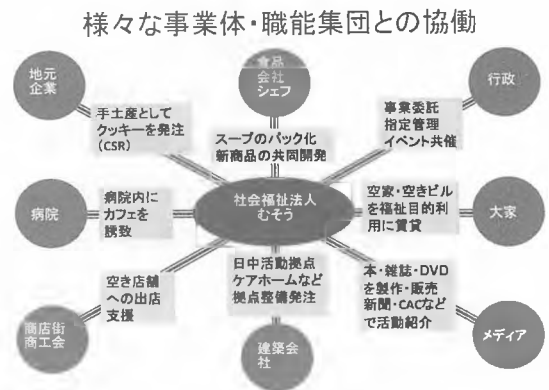 様々な事業体・職能集団との協働
地元
企業
食品
会社
シェフ
行政
手土産として
クッキーを発注
(CSR)
スープのパック化
新商品の共同開発
事業委託
指定管理
イベント共催
病院
病院内に
カフェを
誘致
社会福祉法人
むそう
空家・空きビル
を福祉目的利
用に賃貸
大家
空き店舗
への出店
支援
日中活動拠点
ケアホームなど
拠点整備発注
本・雑誌・DVD
を製作・販売
新聞・CACなど
で活動紹介
商店街
商工会
建築会
社
メディア